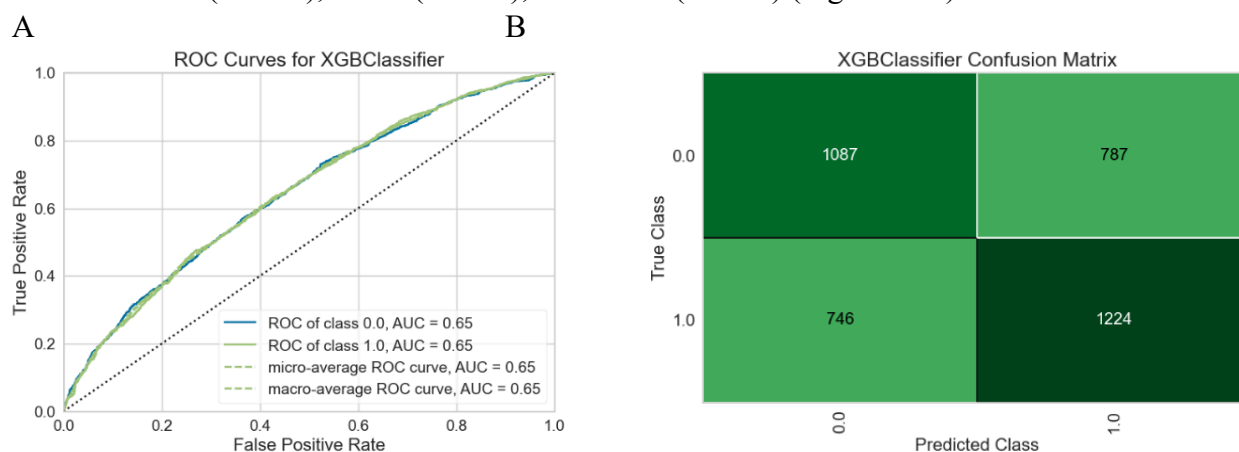 A
B
ROC Curves for XGBClassifier
1.0
0.8
0.6
0.4
0.2
0.0
True Positive Rate
ROC of class 0.0, AUC = 0.65
ROC of class 1.0, AUC = 0.65
micro-average ROC curve, AUC = 0.65
macro-average ROC curve, AUC = 0.65
0.0 0.2 0.4 0.6 0.8 1.0
False Positive Rate
XGBClassifier Confusion Matrix
True Class
0.0
1087 787
1.0
746 1224
0.0 1.0
Predicted Class